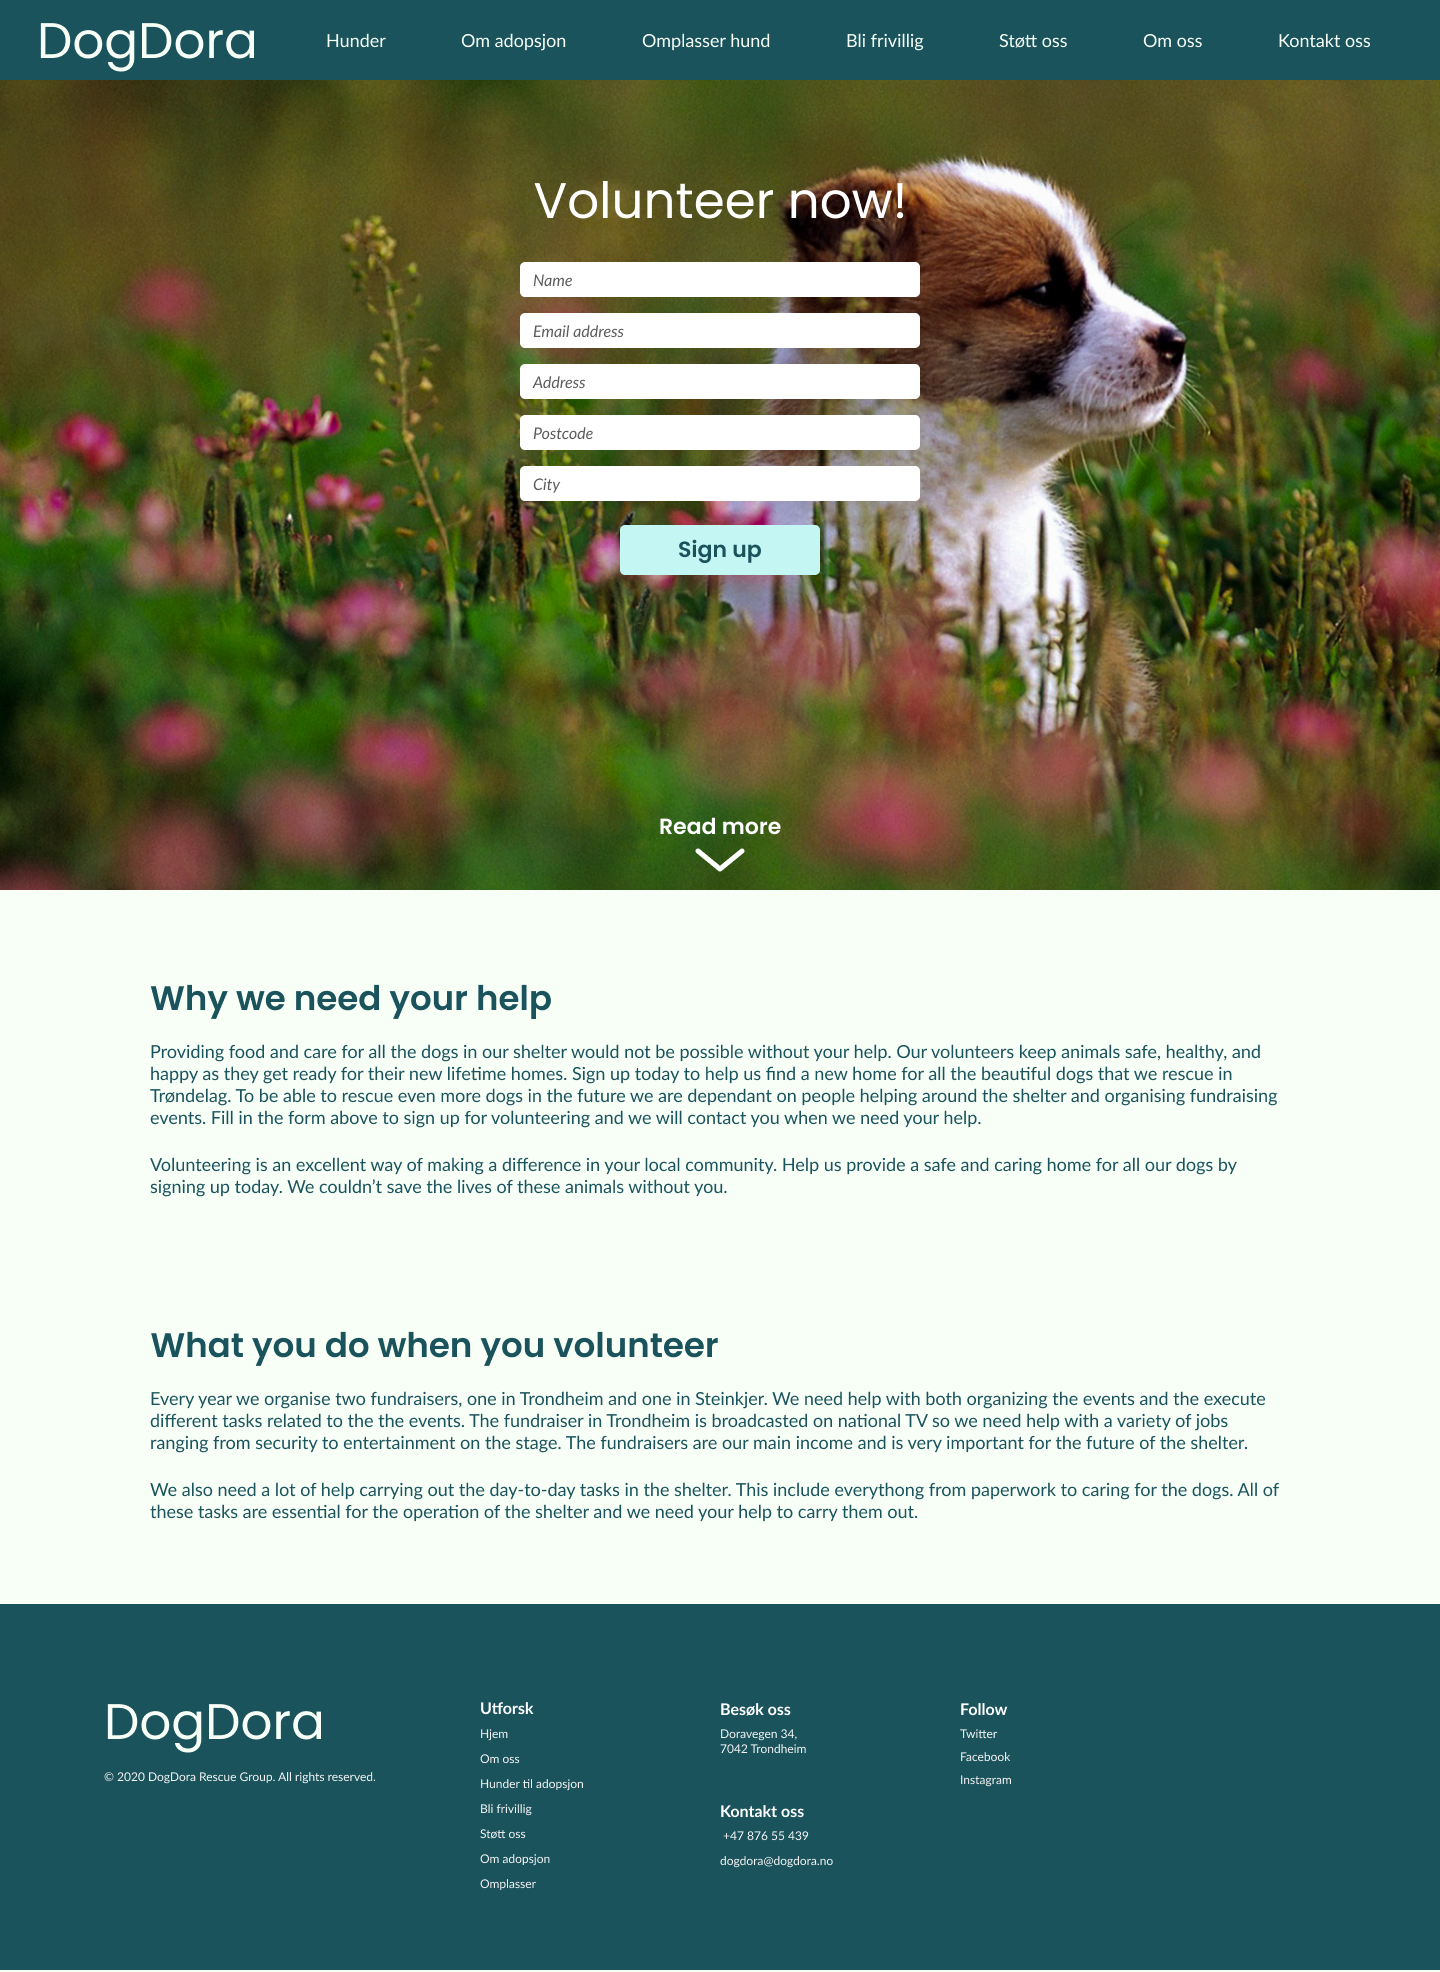 DogDora
Hunder
Om adopsjon
Omplasser hund
Bli frivillig
Støtt oss
Om oss
Kontakt oss
Volunteer now!
Name
Email address
Address
Postcode
City
Sign up
Read more
Why we need your help
Providing food and care for all the dogs in our shelter would not be possible without your help. Our volunteers keep animals safe, healthy, and
happy as they get ready for their new lifetime homes. Sign up today to help us find a new home for all the beautiful dogs that we rescue in
Trøndelag. To be able to rescue even more dogs in the future we are dependant on people helping around the shelter and organising fundraising
events. Fill in the form above to sign up for volunteering and we will contact you when we need your help.
Volunteering is an excellent way of making a difference in your local community. Help us provide a safe and caring home for all our dogs by
signing up today. We couldn’t save the lives of these animals without you.
What you do when you volunteer
Every year we organise two fundraisers, one in Trondheim and one in Steinkjer. We need help with both organizing the events and the execute
different tasks related to the the events. The fundraiser in Trondheim is broadcasted on national TV so we need help with a variety of jobs
ranging from security to entertainment on the stage. The fundraisers are our main income and is very important for the future of the shelter.
We also need a lot of help carrying out the day-to-day tasks in the shelter. This include everythong from paperwork to caring for the dogs. All of
these tasks are essential for the operation of the shelter and we need your help to carry them out.
DogDora
© 2020 DogDora Rescue Group. All rights reserved.
Utforsk
Hjem
Om oss
Hunder til adopsjon
Bli frivillig
Støtt oss
Om adopsjon
Omplasser
Besøk oss
Doravegen 34,
7042 Trondheim
Kontakt oss
+47 876 55 439
dogdora@dogdora.no
Follow
Twitter
Facebook
Instagram